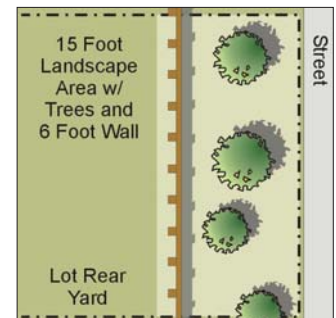 15 Foot
Landscape
Area w/
Trees and
6 Foot Wall
Street
Lot Rear
Yard